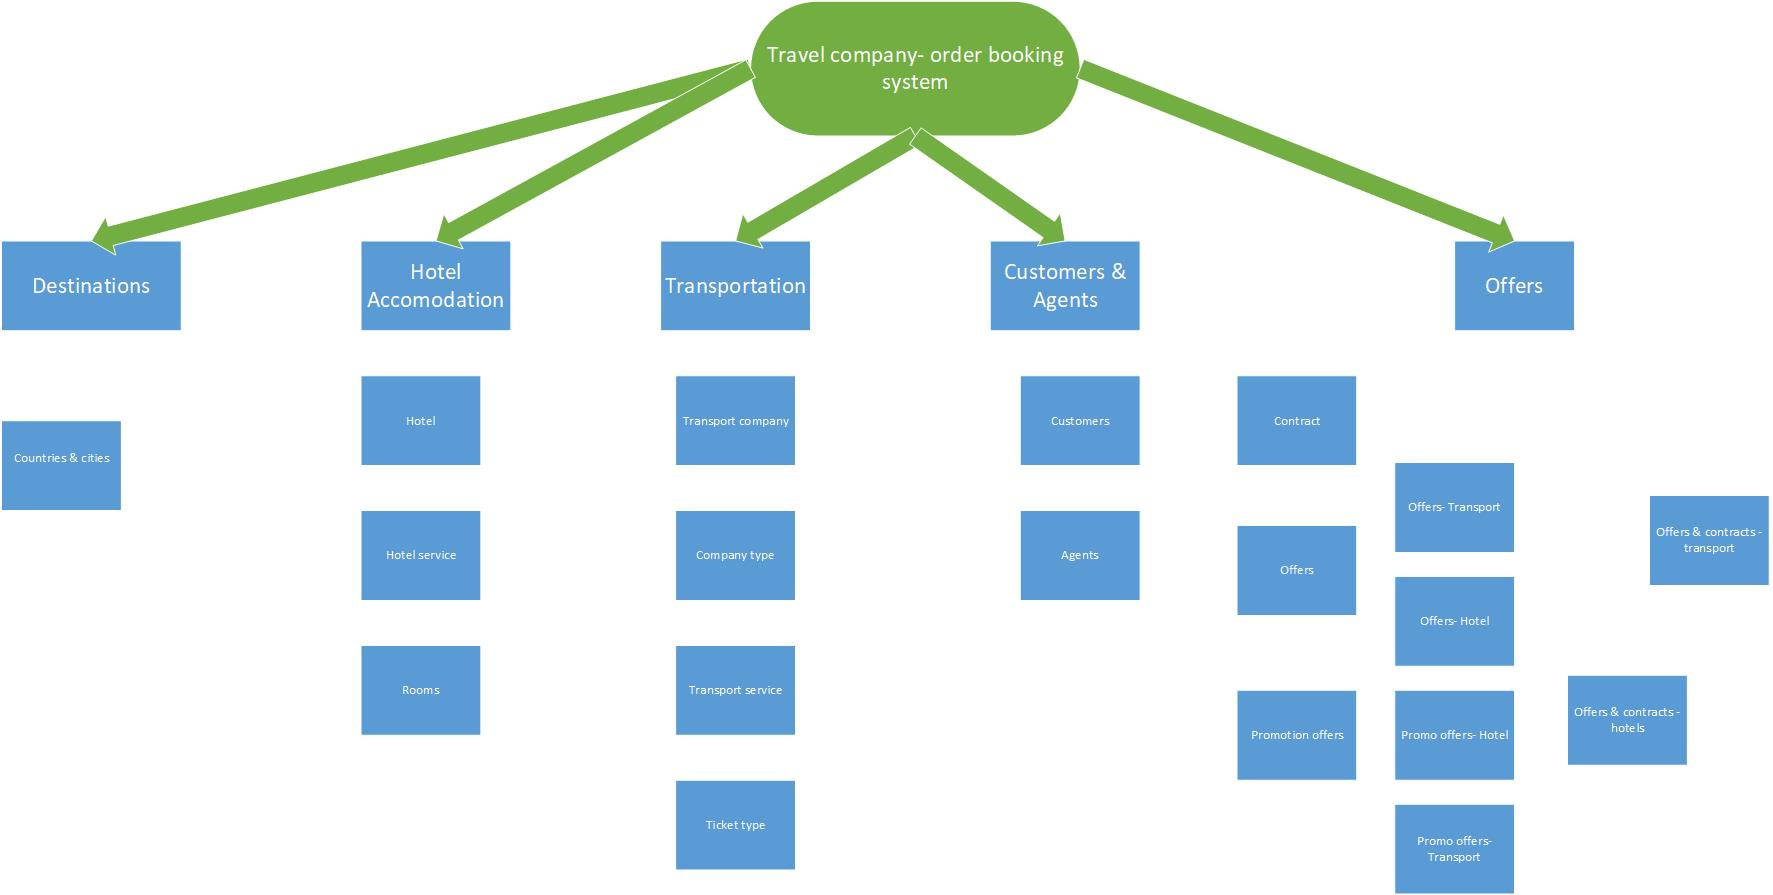 Travel company- order booking
system
Destinations
Hotel
Accomodation
Transportation
Customers &
Agents
Offers
Countries & cities
Hotel
Hotel service
Rooms
Transport company
Company type
Transport service
Ticket type
Customers
Agents
Contract
Offers
Promotion offers
Offers- Transport
Offers- Hotel
Promo offers- Hotel
Promo offers-
Transport
Offers & contracts -
transport
Offers & contracts -
hotels